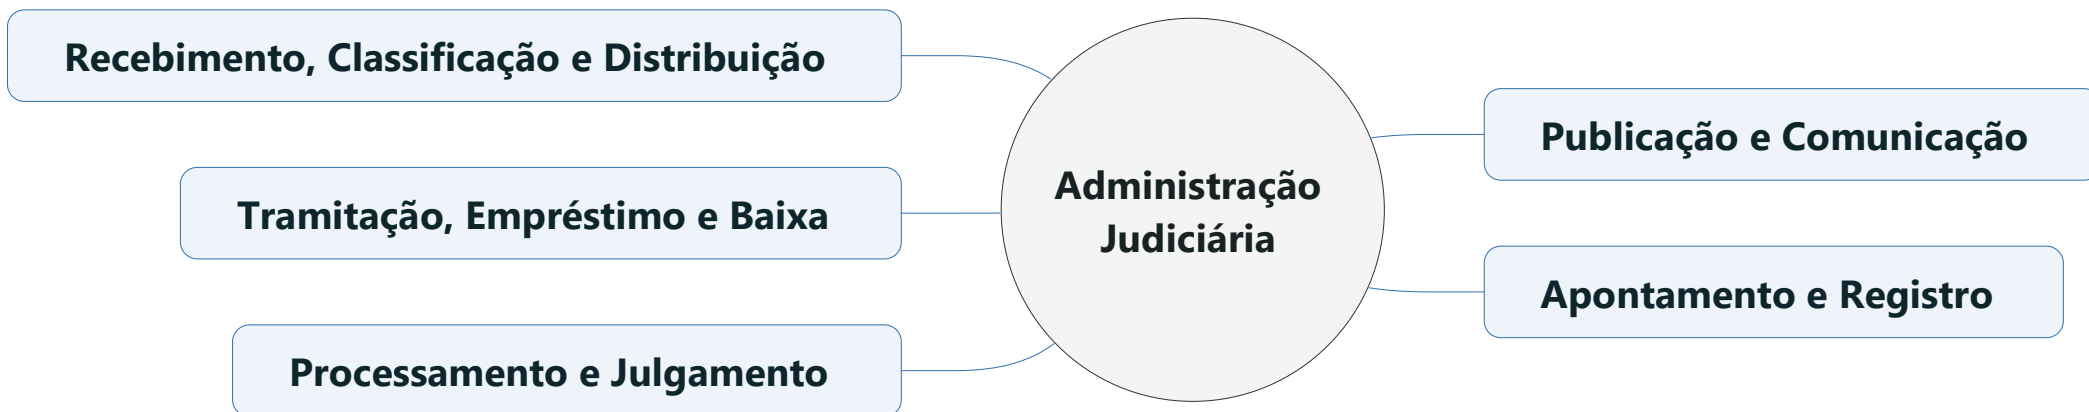 Recebimento, Classificação e Distribuição
Tramitação, Empréstimo e Baixa
Processamento e Julgamento
Administração
Judiciária
Publicação e Comunicação
Apontamento e Registro